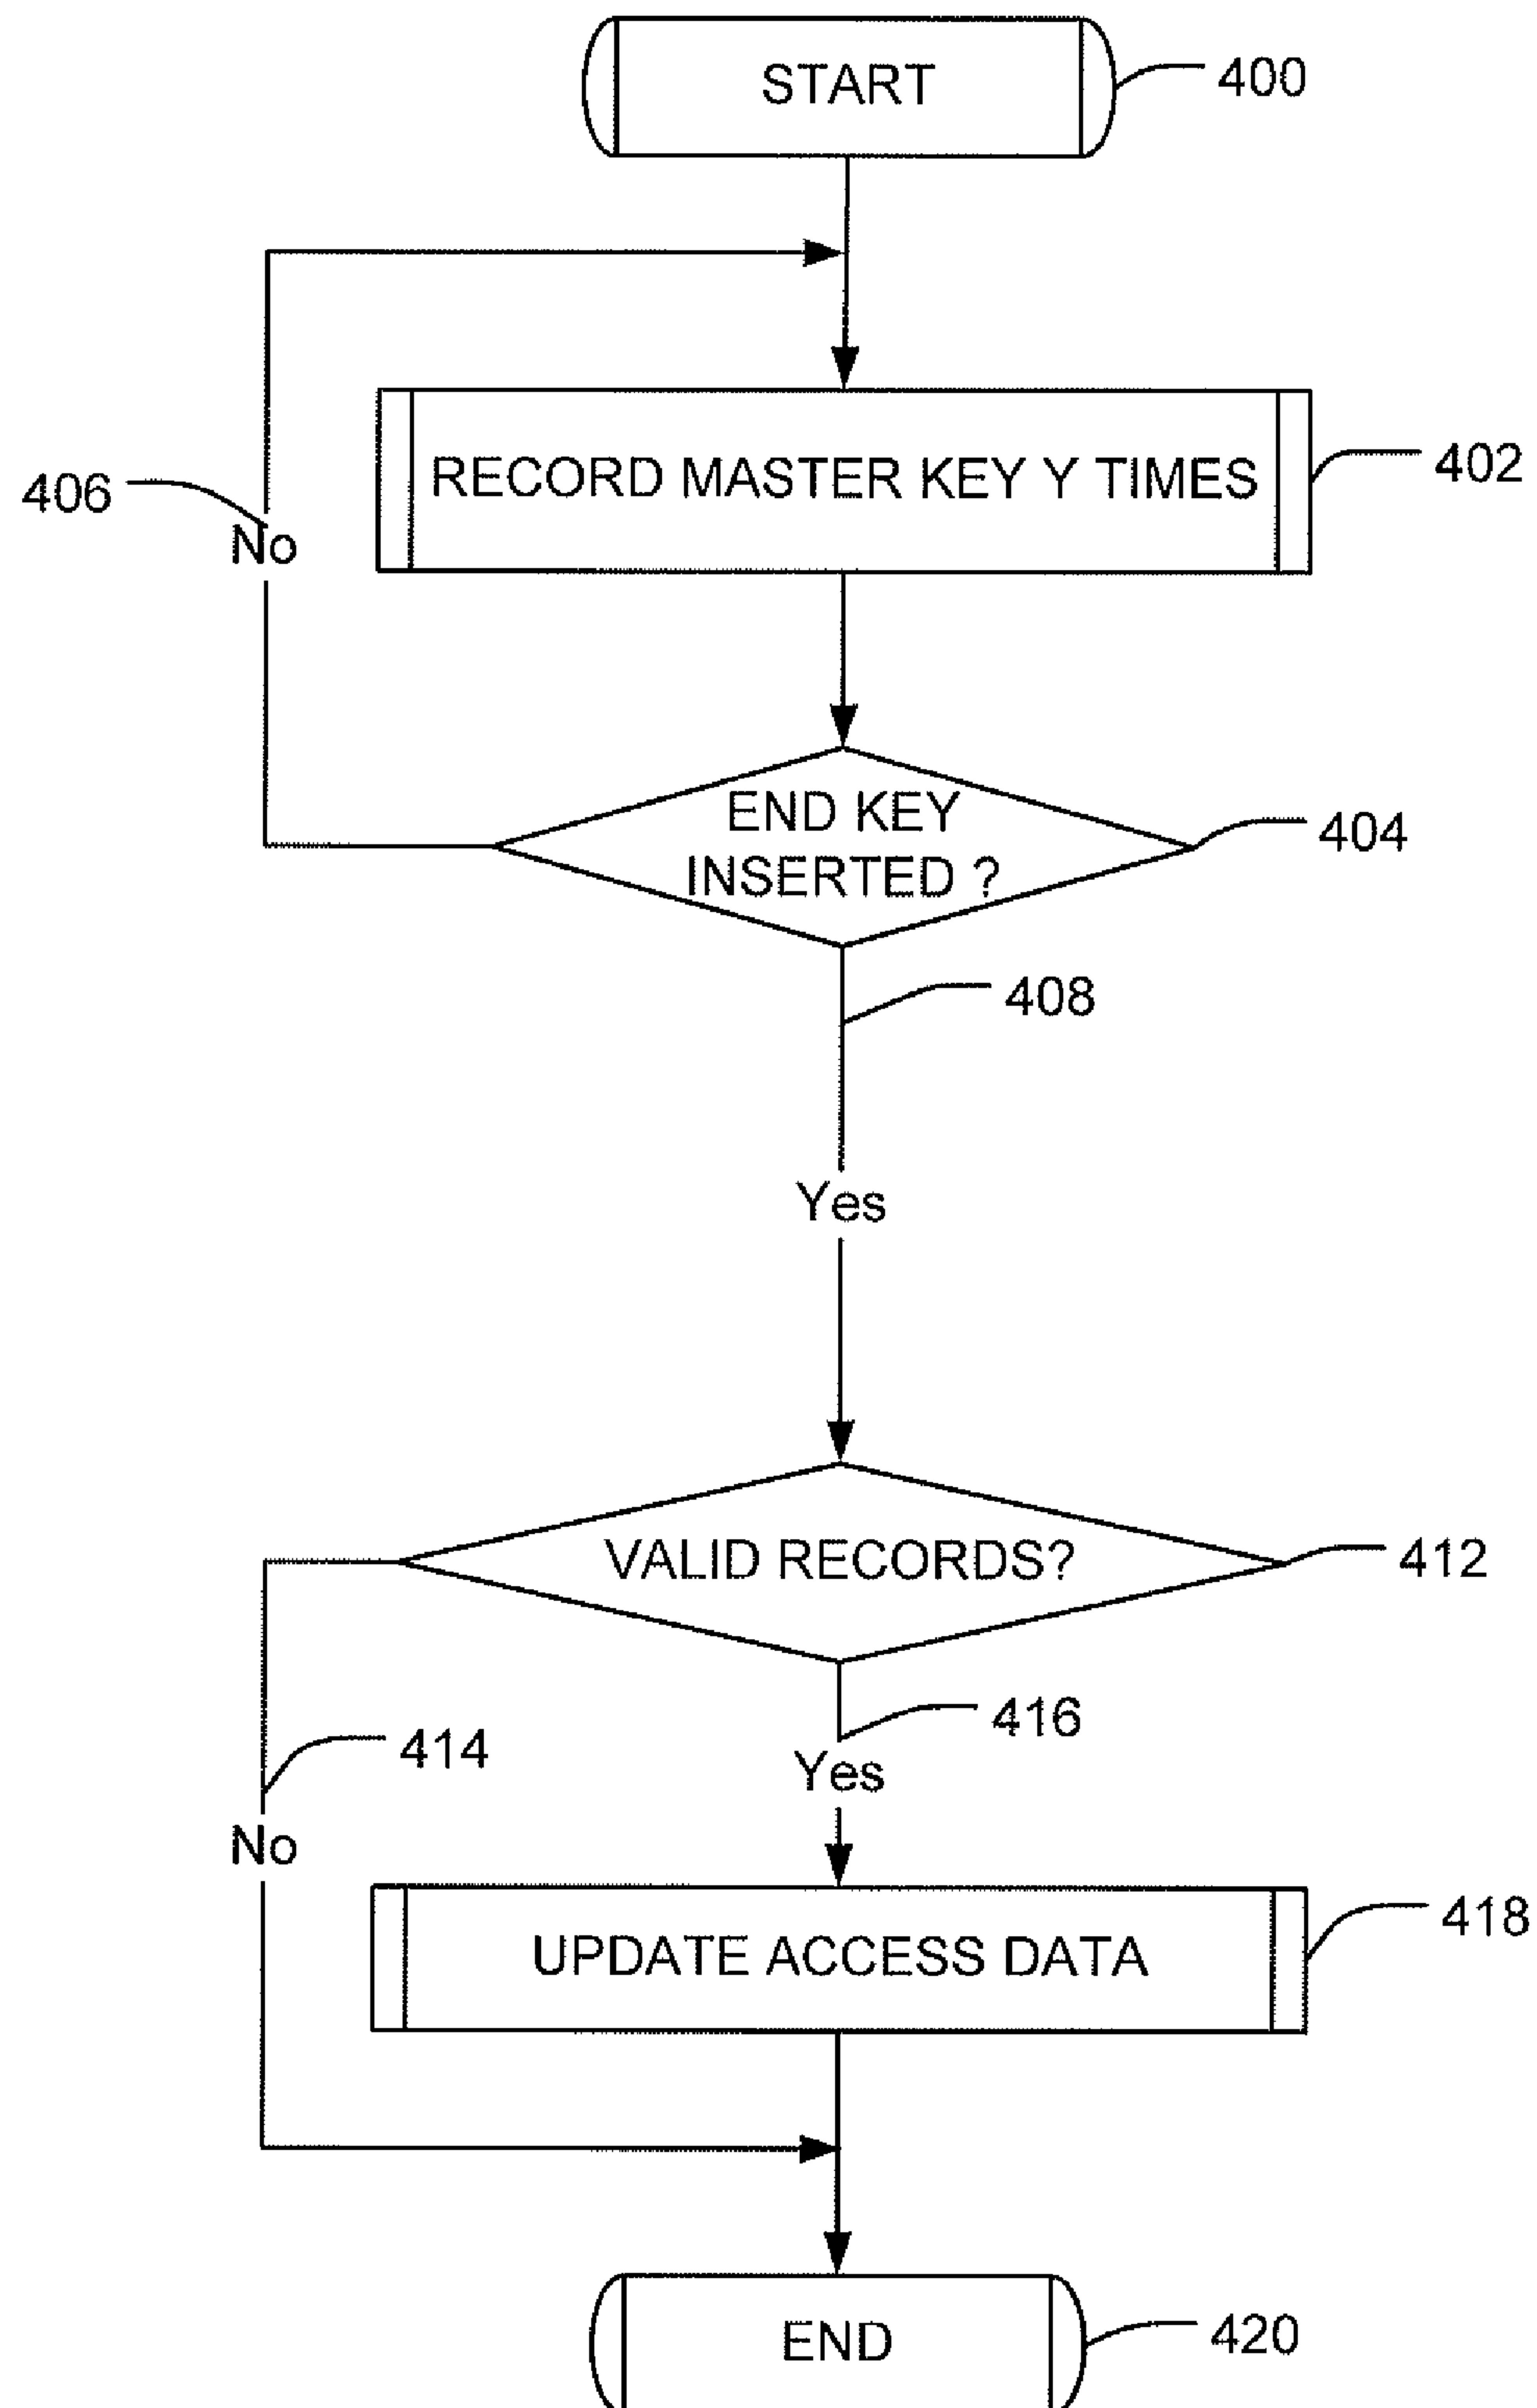 START
400
RECORD MASTER KEY Y TIMES
402
406
No
END KEY
INSERTED ?
404
408
Yes
VALID RECORDS?
412
416
414
Yes
No
UPDATE ACCESS DATA
418
END
420